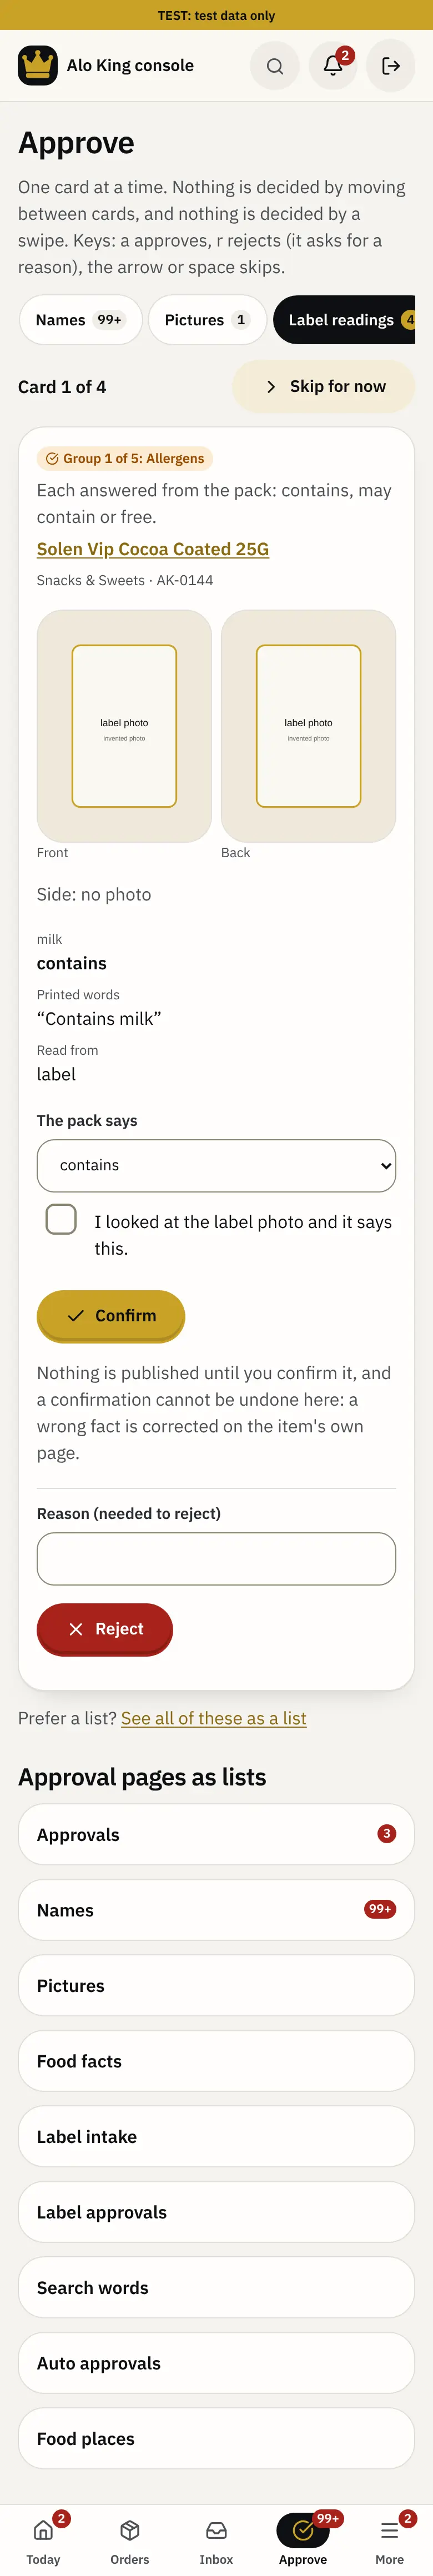 TEST: test data only
Alo King console
2
Approve
One card at a time. Nothing is decided by moving
between cards, and nothing is decided by a
swipe. Keys: a approves, r rejects (it asks for a
reason), the arrow or space skips.
Names 99+
Pictures 1
Label readings 4
Card 1 of 4
Skip for now
Group 1 of 5: Allergens
Each answered from the pack: contains, may
contain or free.
Solen Vip Cocoa Coated 25G
Snacks & Sweets · AK-0144
label photo
invented photo
label photo
invented photo
Front
Back
Side: no photo
milk
contains
Printed words
“Contains milk”
Read from
label
The pack says
contains
I looked at the label photo and it says
this.
Confirm
Nothing is published until you confirm it, and
a confirmation cannot be undone here: a
wrong fact is corrected on the item's own
page.
Reason (needed to reject)
Reject
Prefer a list? See all of these as a list
Approval pages as lists
Approvals 3
Names 99+
Pictures
Food facts
Label intake
Label approvals
Search words
Auto approvals
Food places
2
99+
2
Today
Orders
Inbox
Approve
More